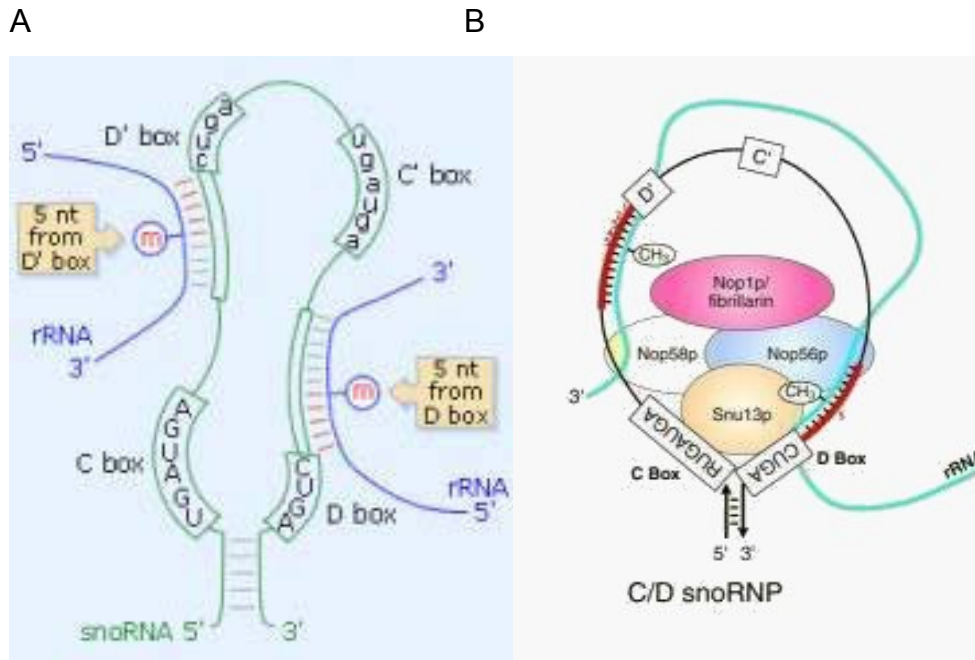 A
B
D' box
a
g
u
c
5'
5 nt
from
D' box
m
rRNA
3'
u
g
a
u
g
a
C' box
3'
m
5 nt
from
D box
rRNA
5'
C box
A
G
U
A
G
U
C
U
G
A
D box
snoRNA 5'
3'
C'
D'
CH3
Nop1p/
fibrillarin
Nop58p
Nop56p
CH3
Snu13p
3'
RUGAUGA
C Box
CUGA
D Box
5' 3'
C/D snoRNP